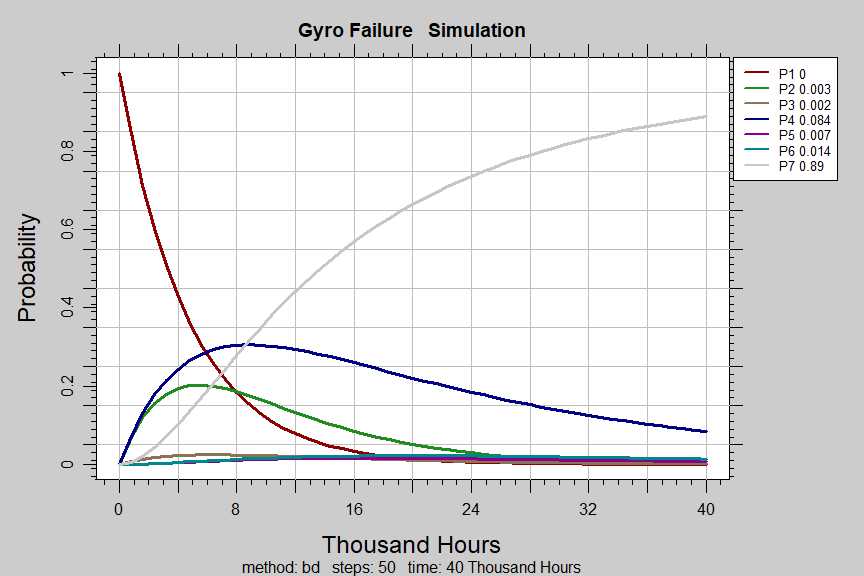 Gyro Failure   Simulation
P1 0
P2 0.003
P3 0.002
P4 0.084
P5 0.007
P6 0.014
P7 0.89
Probability
1
0.8
0.6
0.4
0.2
0
0 8 16 24 32 40
Thousand Hours
method: bd   steps: 50   time: 40 Thousand Hours